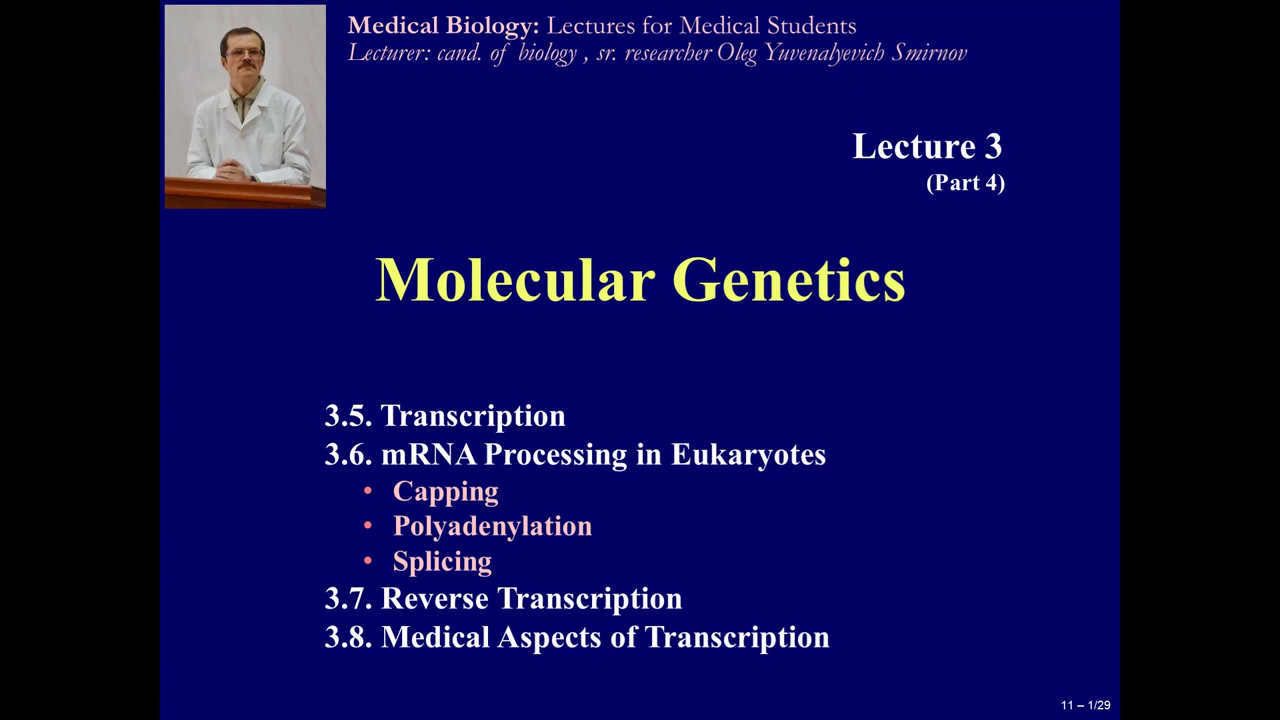 Medical Biology: Lectures for Medical Students
Lecturer: cand. of biology , sr. researcher Oleg Yuvenalyevich Smirnov
Lecture 3
(Part 4)
Molecular Genetics
3.5. Transcription
3.6. mRNA Processing in Eukaryotes
• Capping
• Polyadenylation
• Splicing
3.7. Reverse Transcription
3.8. Medical Aspects of Transcription
11 – 1/29